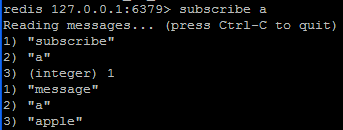 redis 127.0.0.1:6379> subscribe a
Reading messages... (press Ctrl-C to quit)
1) "subscribe"
2) "a"
3) (integer) 1
1) "message"
2) "a"
3) "apple"